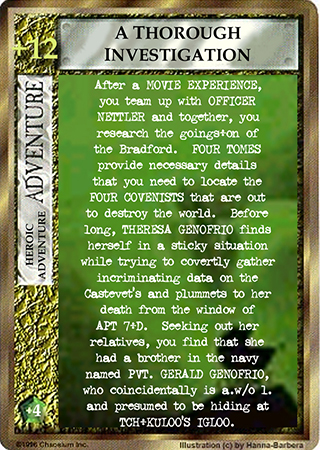 A THOROUGH
INVESTIGATION
+12
HEROIC
ADVENTURE
ADVENTURE
After a MOVIE EXPERIENCE,
you team up with OFFICER
NETTLER and together, you
research the goings+on of
the Bradford. FOUR TOMES
provide necessary details
that you need to locate the
FOUR COVENISTS that are out
to destroy the world. Before
long, THERESA GENOFRIO finds
herself in a sticky situation
while trying to covertly gather
incriminating data on the
Castevet's and plummets to her
death from the window of
APT 7+D. Seeking out her
relatives, you find that she
had a brother in the navy
named PVT. GERALD GENOFRIO,
who coincidentally is a.w/o l.
and presumed to be hiding at
TCH+KULOO'S IGLOO.
+4
©1996 Chaosium Inc.
Illustration (c) by Hanna-Barbera